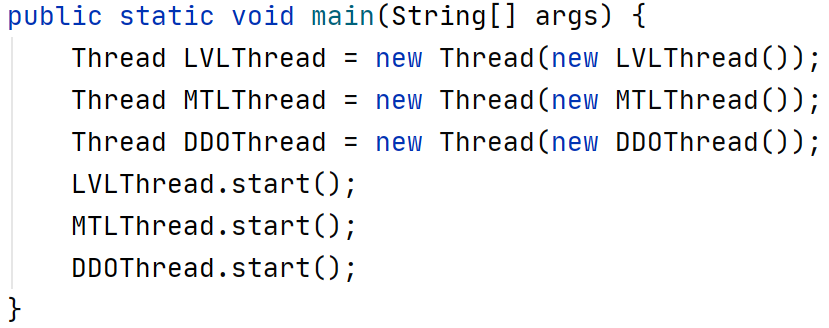 public static void main(String[] args) {
    Thread LVLThread = new Thread(new LVLThread());
    Thread MTLThread = new Thread(new MTLThread());
    Thread DDOThread = new Thread(new DDOThread());
    LVLThread.start();
    MTLThread.start();
    DDOThread.start();
}